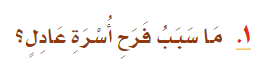 ١. مَا سَبَبُ فَرَحِ أُسْرَةِ عَادِلٍ؟